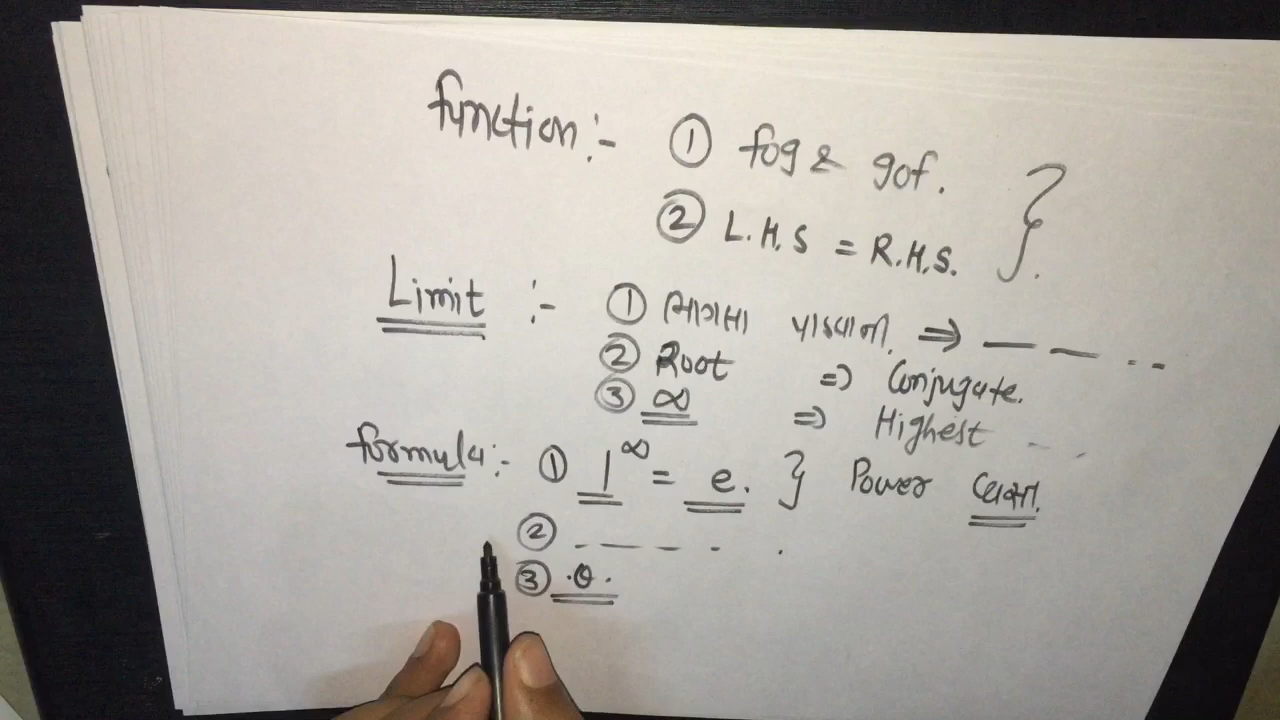 function :- ① fog & gof.
② L.H.S = R.H.S.
Limit :- ① ભાગલા પાડવાની. ⇒ — — - -
② Root ⇒ Conjugate.
③ ∞ ⇒ Highest - -
formula :- ① 1^∞ = e. } Power
② - — - - .
③ .θ.